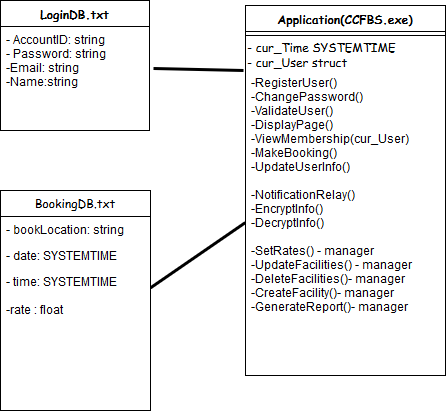 LoginDB.txt
- AccountID: string
- Password: string
-Email: string
-Name:string
Application(CCFBS.exe)
- cur_Time SYSTEMTIME
- cur_User struct
-RegisterUser()
-ChangePassword()
-ValidateUser()
-DisplayPage()
-ViewMembership(cur_User)
-MakeBooking()
-UpdateUserInfo()
-NotificationRelay()
-EncryptInfo()
-DecryptInfo()
-SetRates() - manager
-UpdateFacilities() - manager
-DeleteFacilities()- manager
-CreateFacility()- manager
-GenerateReport()- manager
BookingDB.txt
- bookLocation: string
- date: SYSTEMTIME
- time: SYSTEMTIME
-rate : float